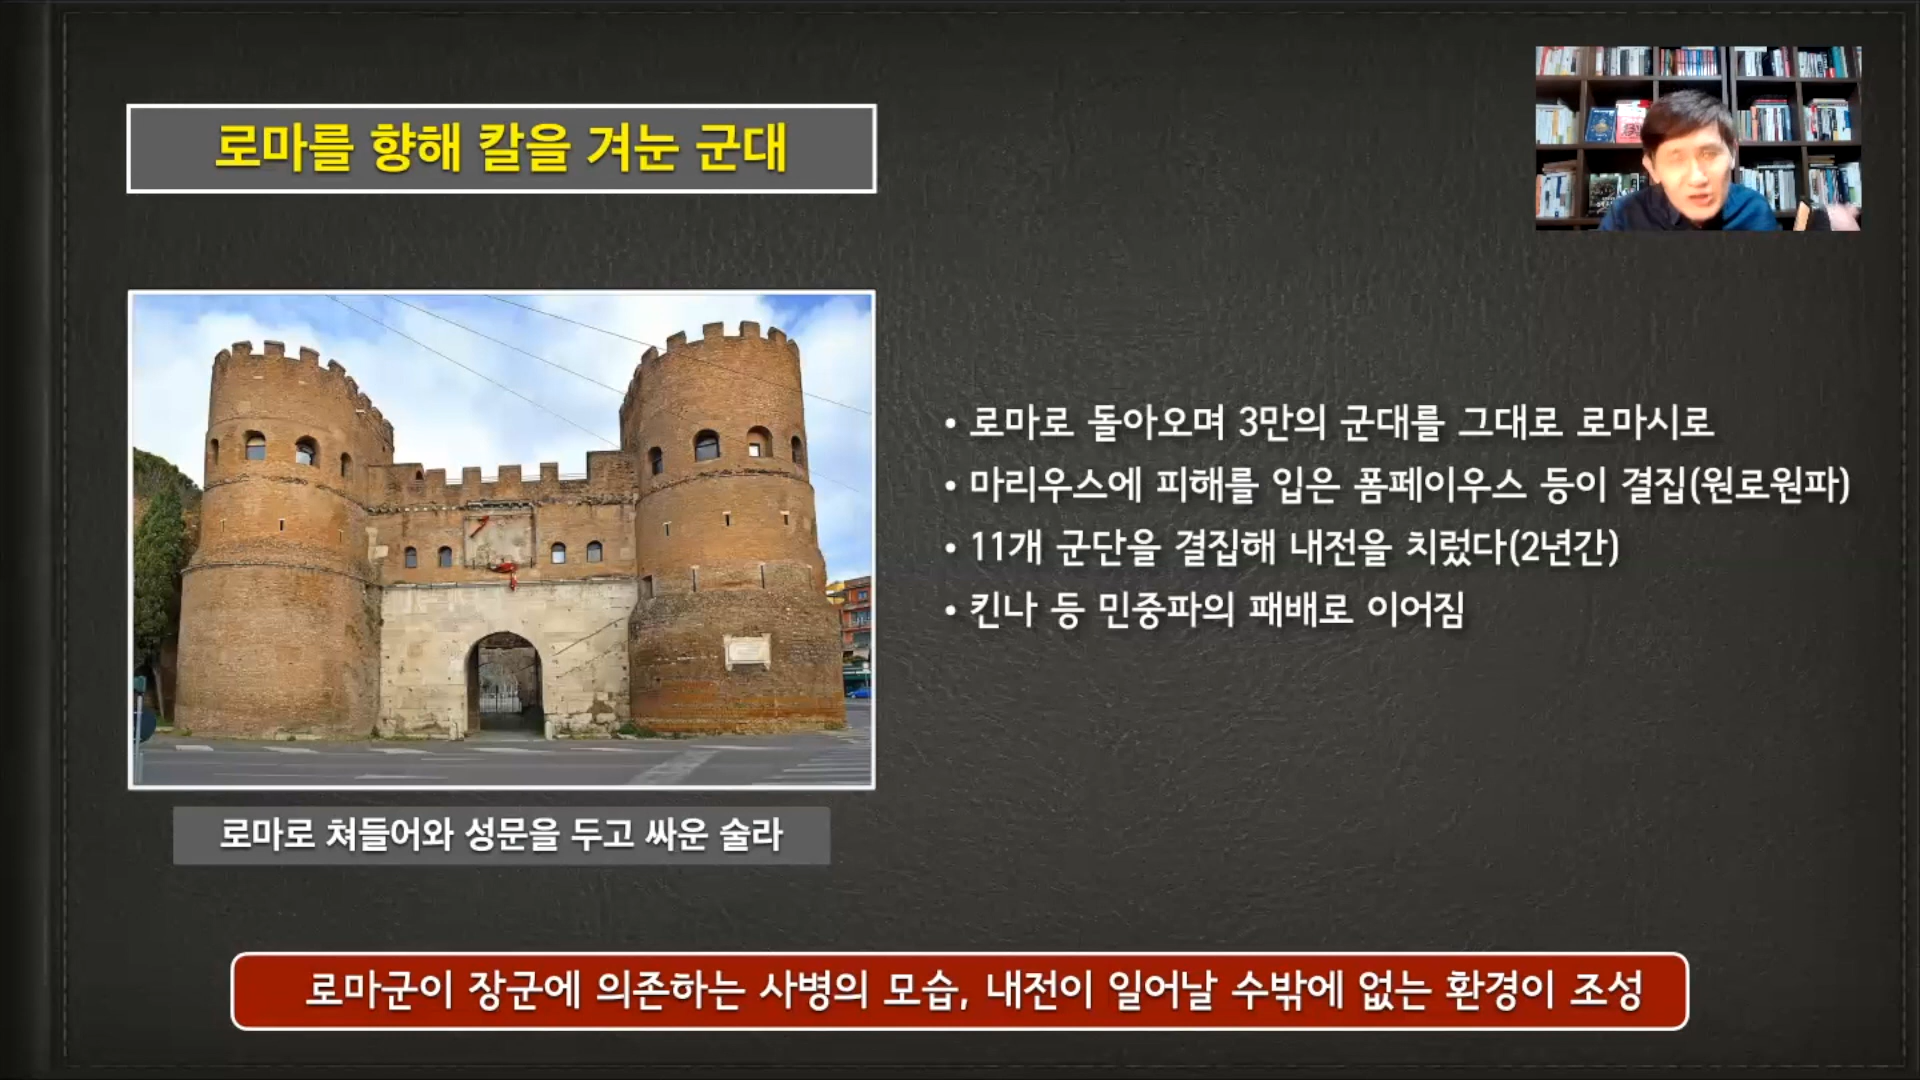 로마를 향해 칼을 겨눈 군대
로마로 쳐들어와 성문을 두고 싸운 술라
• 로마로 돌아오며 3만의 군대를 그대로 로마시로
• 마리우스에 피해를 입은 폼페이우스 등이 결집(원로원파)
• 11개 군단을 결집해 내전을 치렀다(2년간)
• 킨나 등 민중파의 패배로 이어짐
로마군이 장군에 의존하는 사병의 모습, 내전이 일어날 수밖에 없는 환경이 조성